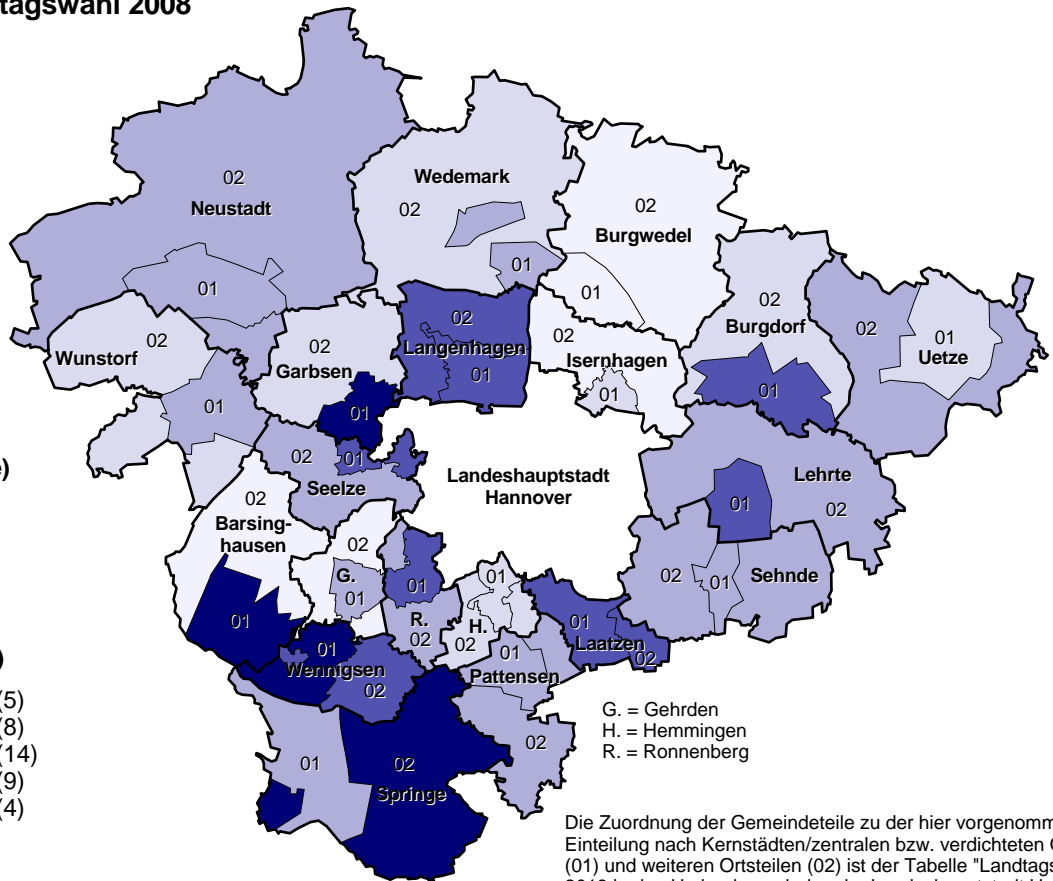 tagswahl 2008
02
Neustadt
01
Wedemark
02
01
02
Burgwedel
01
02
Burgdorf
01
02
01
Uetze
02
Wunstorf
01
02
Garbsen
01
02
Langenhagen
01
02
Isernhagen
01
02
01
Seelze
Landeshauptstadt
Hannover
Lehrte
01
02
e)
02
Barsing-
hausen
01
02
G.
01
01
R.
02
01
H.
02
01
Laatzen
02
02
01
Sehnde
01
Wennigsen
02
01
Pattensen
02
01
02
Springe
)
(5)
(8)
(14)
(9)
(4)
G. = Gehrden
H. = Hemmingen
R. = Ronnenberg
Die Zuordnung der Gemeindeteile zu der hier vorgenomm
Einteilung nach Kernstädten/zentralen bzw. verdichteten
(01) und weiteren Ortsteilen (02) ist der Tabelle "Landtags